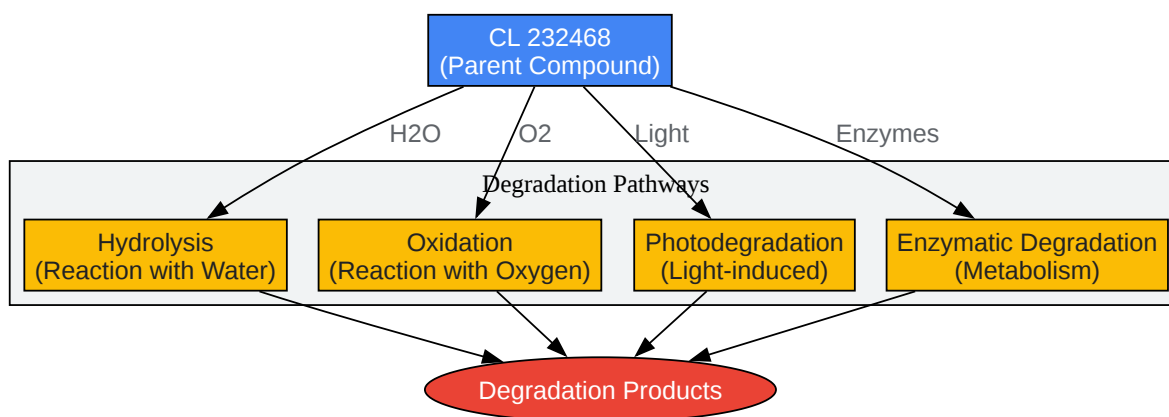 CL 232468
(Parent Compound)
H2O
O2
Light
Enzymes
Degradation Pathways
Hydrolysis
(Reaction with Water)
Oxidation
(Reaction with Oxygen)
Photodegradation
(Light-induced)
Enzymatic Degradation
(Metabolism)
Degradation Products